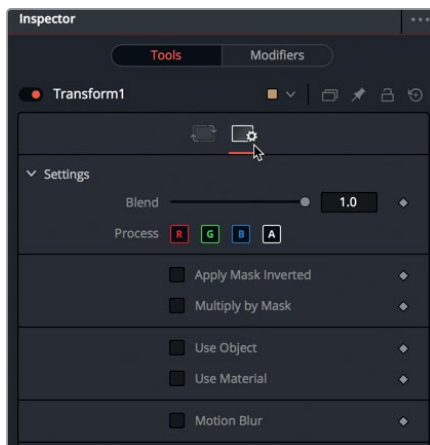 Inspector
Tools Modifiers
Transform1
Settings
Blend 1.0
Process R G B A
Apply Mask Inverted
Multiply by Mask
Use Object
Use Material
Motion Blur